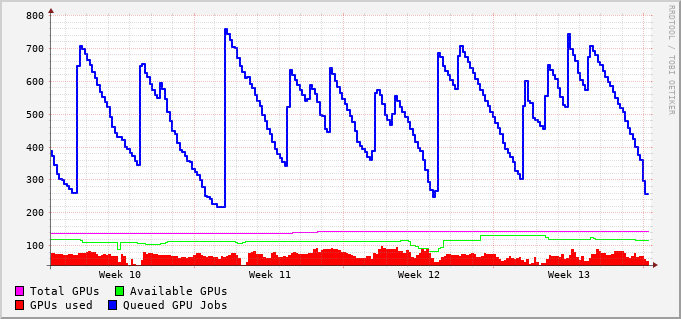 800
700
600
500
400
300
200
100
Week 10 Week 11 Week 12 Week 13
Total GPUs Available GPUs
GPUs used Queued GPU Jobs
RRDTOOL / TOBI OETIKER